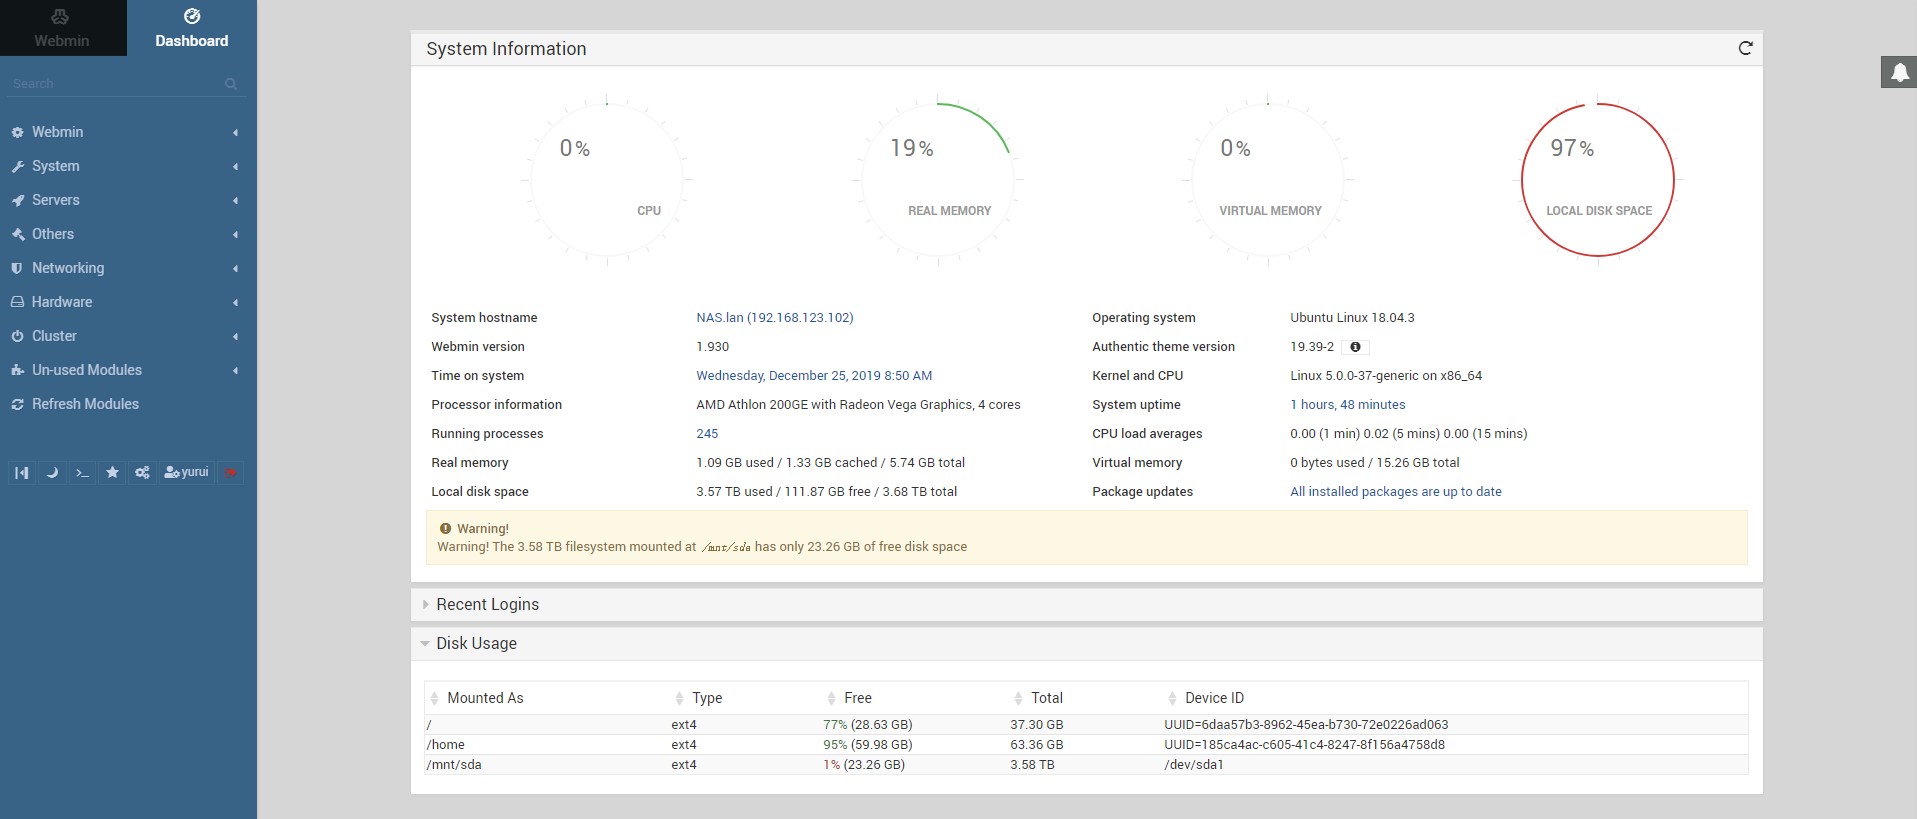 Webmin
Dashboard
Search
Webmin
System
Servers
Others
Networking
Hardware
Cluster
Un-used Modules
Refresh Modules
yurui
System Information
0% CPU
19% REAL MEMORY
0% VIRTUAL MEMORY
97% LOCAL DISK SPACE
System hostname NAS.lan (192.168.123.102) Operating system Ubuntu Linux 18.04.3
Webmin version 1.930 Authentic theme version 19.39-2
Time on system Wednesday, December 25, 2019 8:50 AM Kernel and CPU Linux 5.0.0-37-generic on x86_64
Processor information AMD Athlon 200GE with Radeon Vega Graphics, 4 cores System uptime 1 hours, 48 minutes
Running processes 245 CPU load averages 0.00 (1 min) 0.02 (5 mins) 0.00 (15 mins)
Real memory 1.09 GB used / 1.33 GB cached / 5.74 GB total Virtual memory 0 bytes used / 15.26 GB total
Local disk space 3.57 TB used / 111.87 GB free / 3.68 TB total Package updates All installed packages are up to date
Warning!
Warning! The 3.58 TB filesystem mounted at /mnt/sda has only 23.26 GB of free disk space
Recent Logins
Disk Usage
Mounted As Type Free Total Device ID
/ ext4 77% (28.63 GB) 37.30 GB UUID=6daa57b3-8962-45ea-b730-72e0226ad063
/home ext4 95% (59.98 GB) 63.36 GB UUID=185ca4ac-c605-41c4-8247-8f156a4758d8
/mnt/sda ext4 1% (23.26 GB) 3.58 TB /dev/sda1